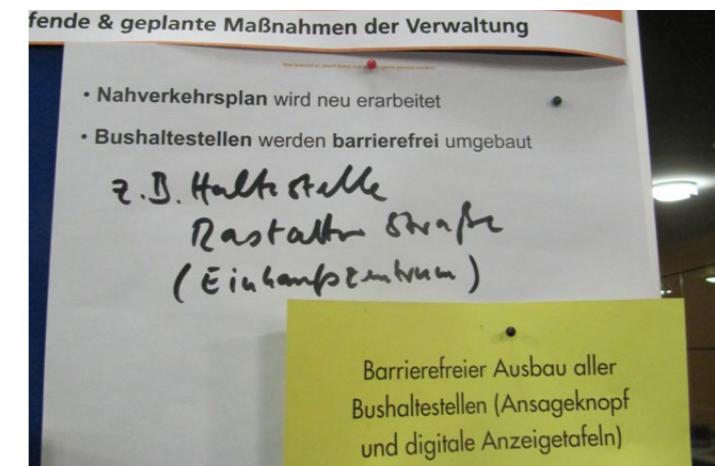 fende & geplante Maßnahmen der Verwaltung
• Nahverkehrsplan wird neu erarbeitet
• Bushaltestellen werden barrierefrei umgebaut
z.B. Haltestelle
Rastatter Straße
(Einkaufszentrum)
Barrierefreier Ausbau aller
Bushaltestellen (Ansageknopf
und digitale Anzeigetafeln)